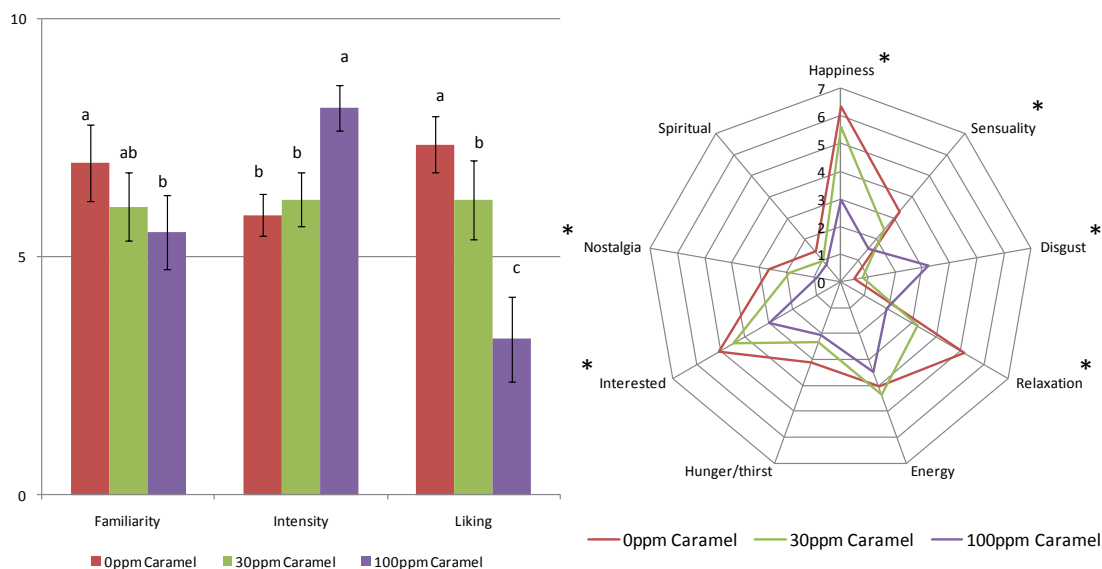 10
5
0
a
ab
b
b
b
a
a
b
c
Familiarity
Intensity
Liking
0ppm Caramel
30ppm Caramel
100ppm Caramel
Happiness *
Sensuality *
Disgust *
Relaxation *
Energy
Hunger/thirst
* Interested
* Nostalgia
Spiritual
7
6
5
4
3
2
1
0
0ppm Caramel
30ppm Caramel
100ppm Caramel